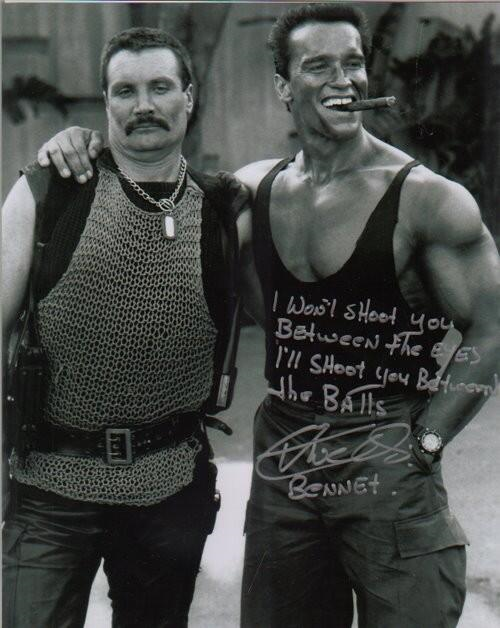 I WON'T SHOOT YOU
BETWEEN the EYES
I'll SHOOT YOU BETWEEN
the BAlls
BENNET.